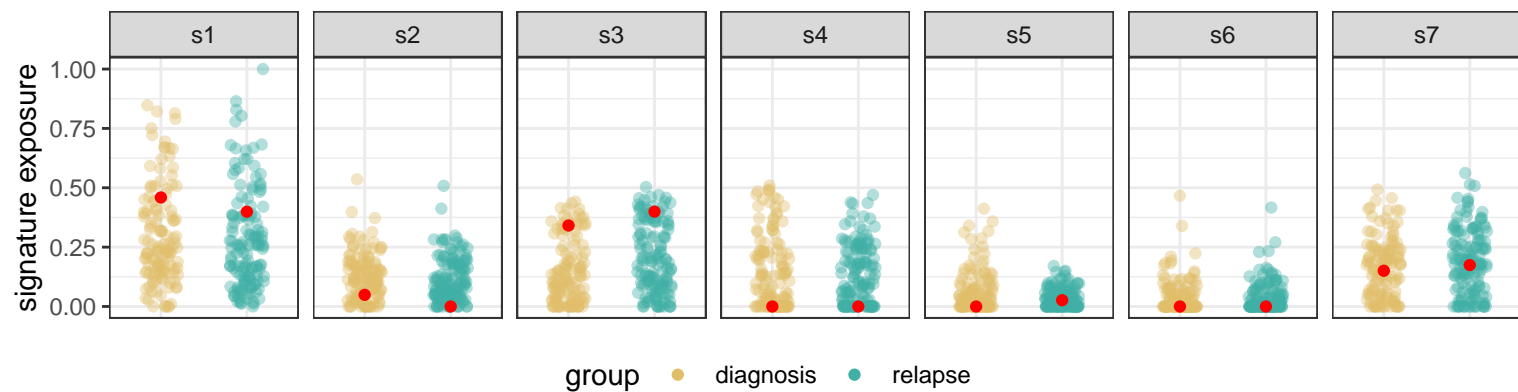 s1 s2 s3 s4 s5 s6 s7
1.00
0.75
0.50
0.25
0.00
signature exposure
group diagnosis relapse